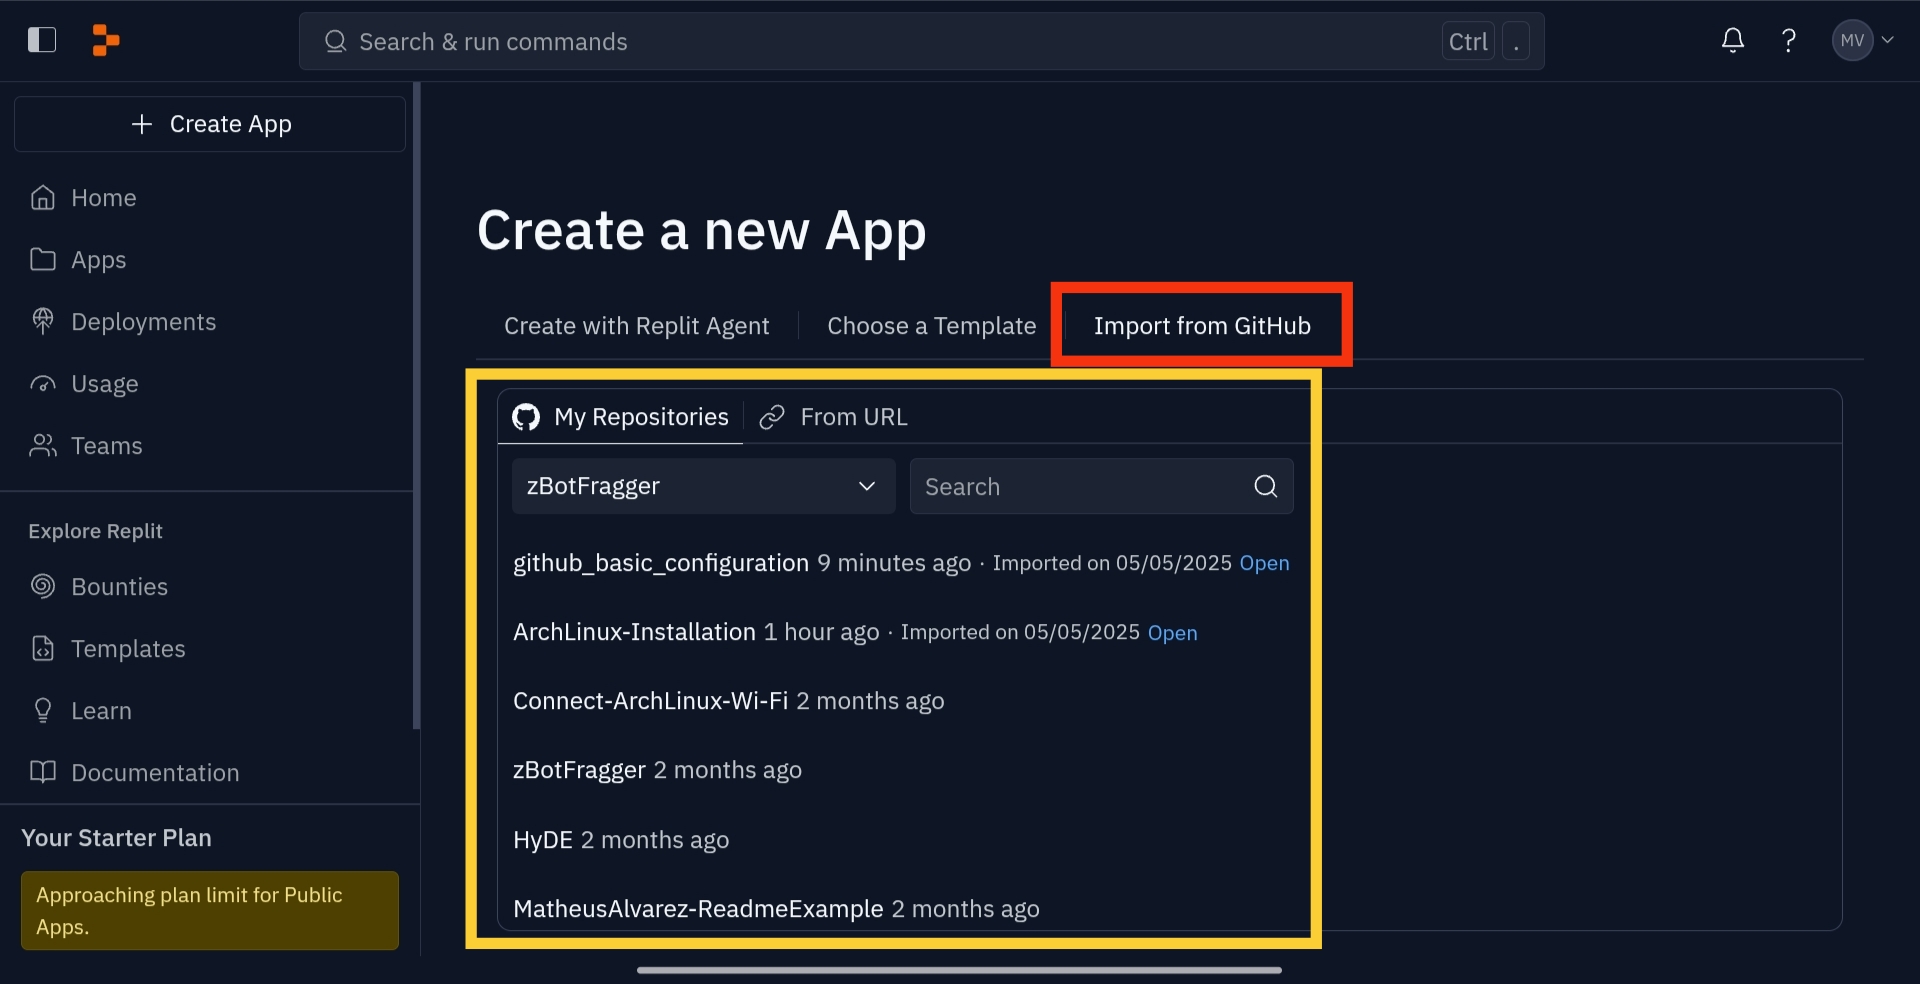 Search & run commands
Ctrl .
? MV
Create App
Home
Apps
Deployments
Usage
Teams
Explore Replit
Bounties
Templates
Learn
Documentation
Your Starter Plan
Approaching plan limit for Public
Apps.
Create a new App
Create with Replit Agent Choose a Template Import from GitHub
My Repositories From URL
zBotFragger Search
github_basic_configuration 9 minutes ago · Imported on 05/05/2025 Open
ArchLinux-Installation 1 hour ago · Imported on 05/05/2025 Open
Connect-ArchLinux-Wi-Fi 2 months ago
zBotFragger 2 months ago
HyDE 2 months ago
MatheusAlvarez-ReadmeExample 2 months ago